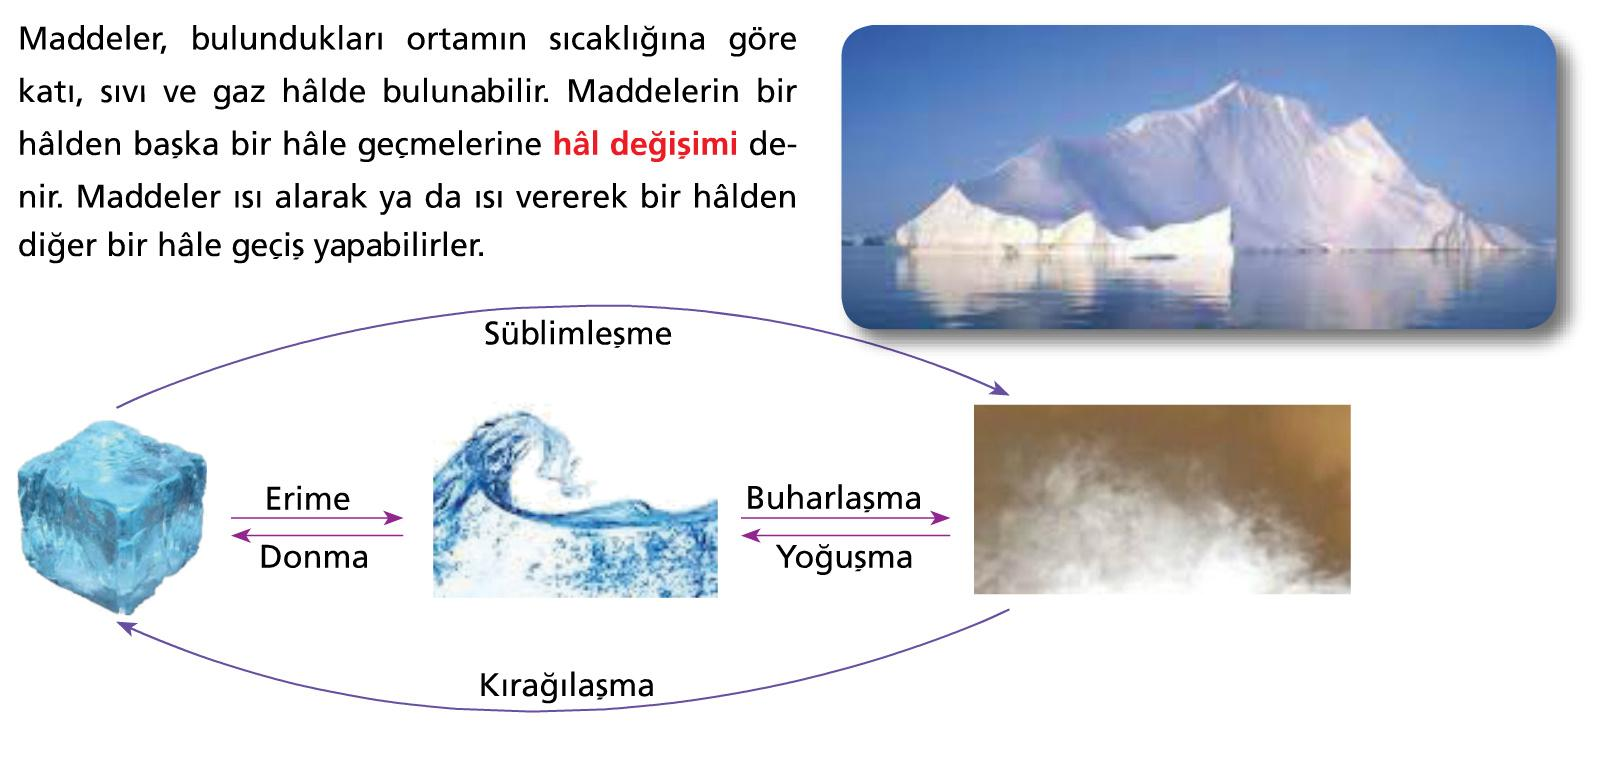 Maddeler, bulundukları ortamın sıcaklığına göre
katı, sıvı ve gaz hâlde bulunabilir. Maddelerin bir
hâlden başka bir hâle geçmelerine hâl değişimi de-
nir. Maddeler ısı alarak ya da ısı vererek bir hâlden
diğer bir hâle geçiş yapabilirler.
Süblimleşme
Erime
Donma
Buharlaşma
Yoğuşma
Kırağılaşma